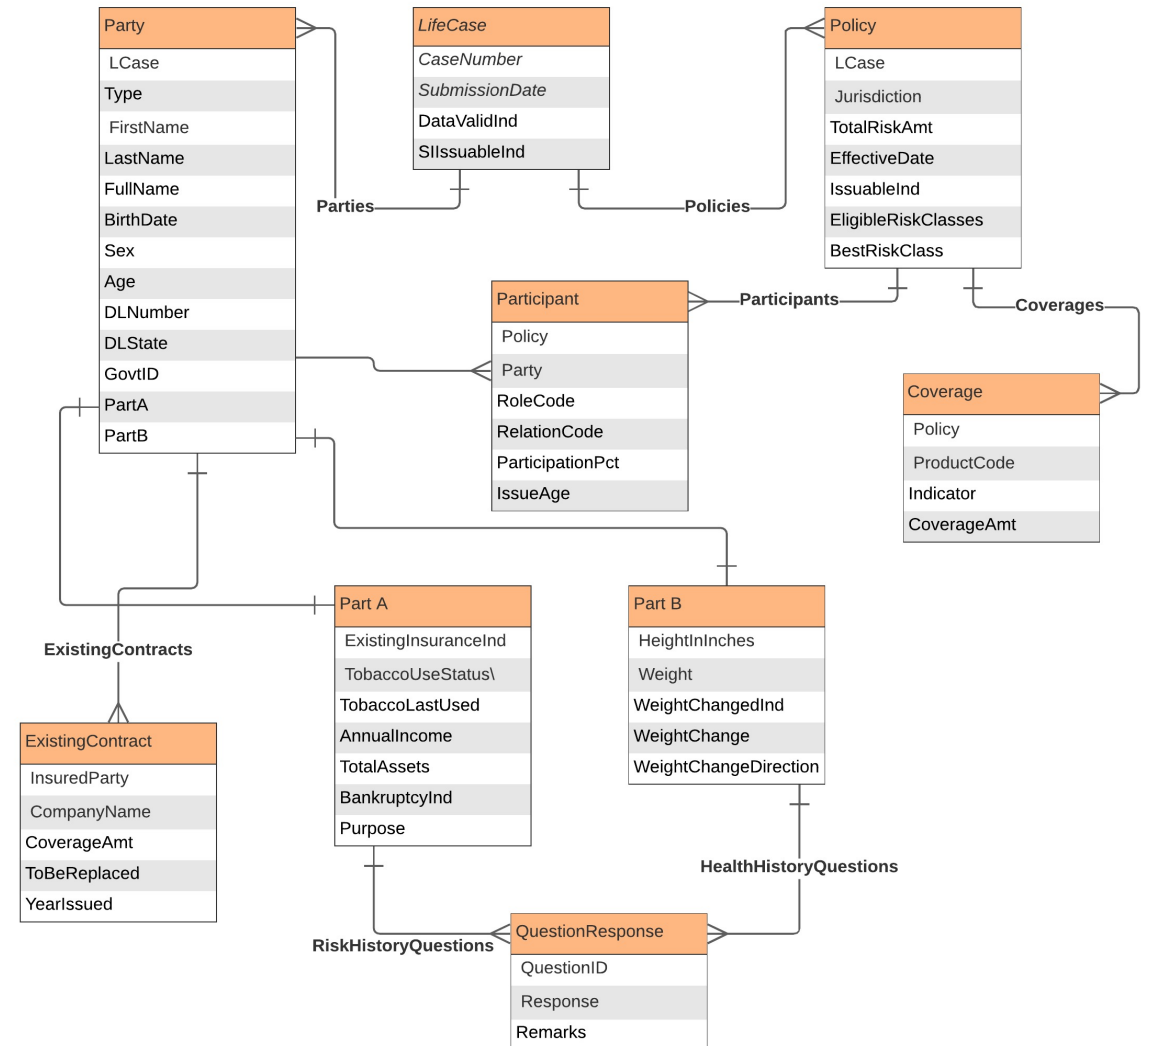 Party
LCase
Type
FirstName
LastName
FullName
BirthDate
Sex
Age
DLNumber
DLState
GovtID
PartA
PartB
LifeCase
CaseNumber
SubmissionDate
DataValidInd
SIIssuableInd
Policy
LCase
Jurisdiction
TotalRiskAmt
EffectiveDate
IssuableInd
EligibleRiskClasses
BestRiskClass
Parties
Policies
Participants
Coverages
Participant
Policy
Party
RoleCode
RelationCode
ParticipationPct
IssueAge
Coverage
Policy
ProductCode
Indicator
CoverageAmt
Part A
ExistingInsuranceInd
TobaccoUseStatus\
TobaccoLastUsed
AnnualIncome
TotalAssets
BankruptcyInd
Purpose
Part B
HeightInInches
Weight
WeightChangedInd
WeightChange
WeightChangeDirection
ExistingContracts
ExistingContract
InsuredParty
CompanyName
CoverageAmt
ToBeReplaced
YearIssued
HealthHistoryQuestions
RiskHistoryQuestions
QuestionResponse
QuestionID
Response
Remarks